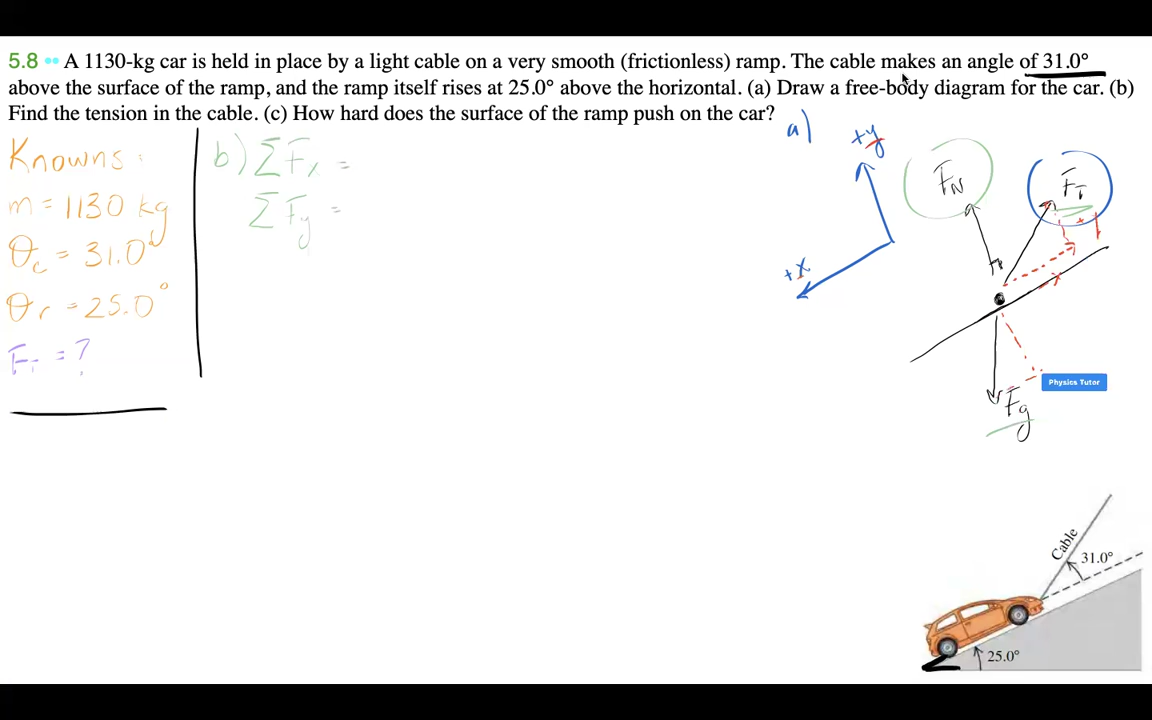 5.8 •• A 1130-kg car is held in place by a light cable on a very smooth (frictionless) ramp. The cable makes an angle of 31.0°
above the surface of the ramp, and the ramp itself rises at 25.0° above the horizontal. (a) Draw a free-body diagram for the car. (b)
Find the tension in the cable. (c) How hard does the surface of the ramp push on the car?
Knowns:
m = 1130 kg
θc = 31.0°
θr = 25.0°
FT = ?
b) ΣFx =
ΣFy =
a)
+y
+x
FN
FT
Fg
Physics Tutor
Cable
31.0°
25.0°